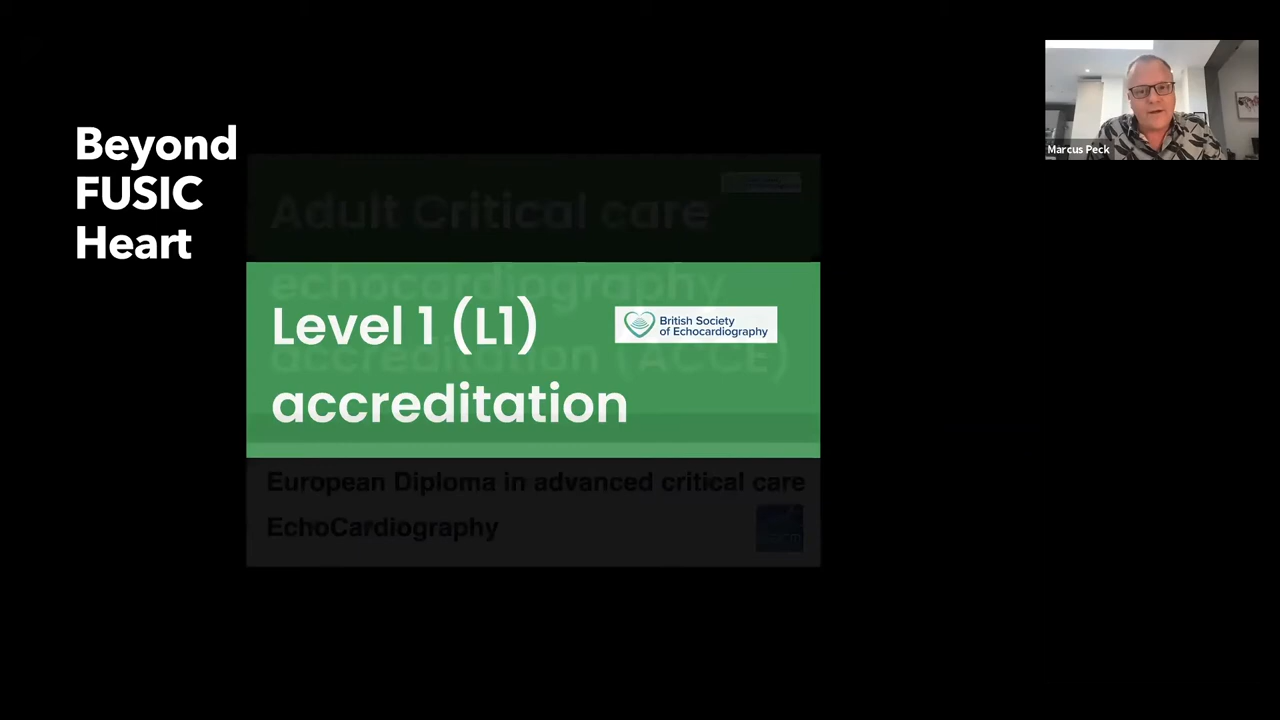 Beyond
FUSIC
Heart
Marcus Peck
Adult Critical care
echocardiography
accreditation (ACCE)
Level 1 (L1)
British Society
of Echocardiography
accreditation
European Diploma in advanced critical care
EchoCardiography